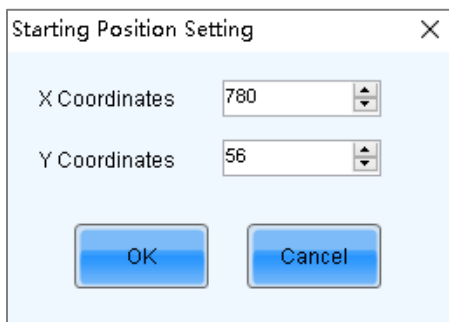 Starting Position Setting
X Coordinates 780
Y Coordinates 56
OK Cancel